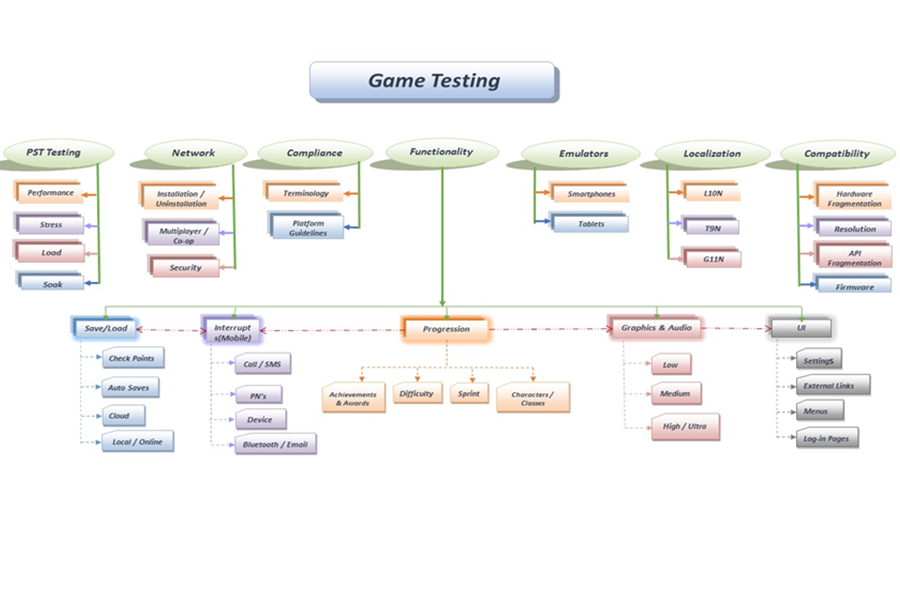 Game Testing
PST Testing
Network
Compliance
Functionality
Emulators
Localization
Compatibility
Performance
Stress
Load
Soak
Installation /
Uninstallation
Multiplayer /
Co-op
Security
Terminology
Platform
Guidelines
Smartphones
Tablets
L10N
T9N
G11N
Hardware
Fragmentation
Resolution
API
Fragmentation
Firmware
Save/Load
Interrupt
s(Mobile)
Progression
Graphics & Audio
UI
Check Points
Auto Saves
Cloud
Local / Online
Call / SMS
PN's
Device
Bluetooth / Email
Achievements
& Awards
Difficulty
Sprint
Characters /
Classes
Low
Medium
High / Ultra
Settings
External Links
Menus
Log-in Pages